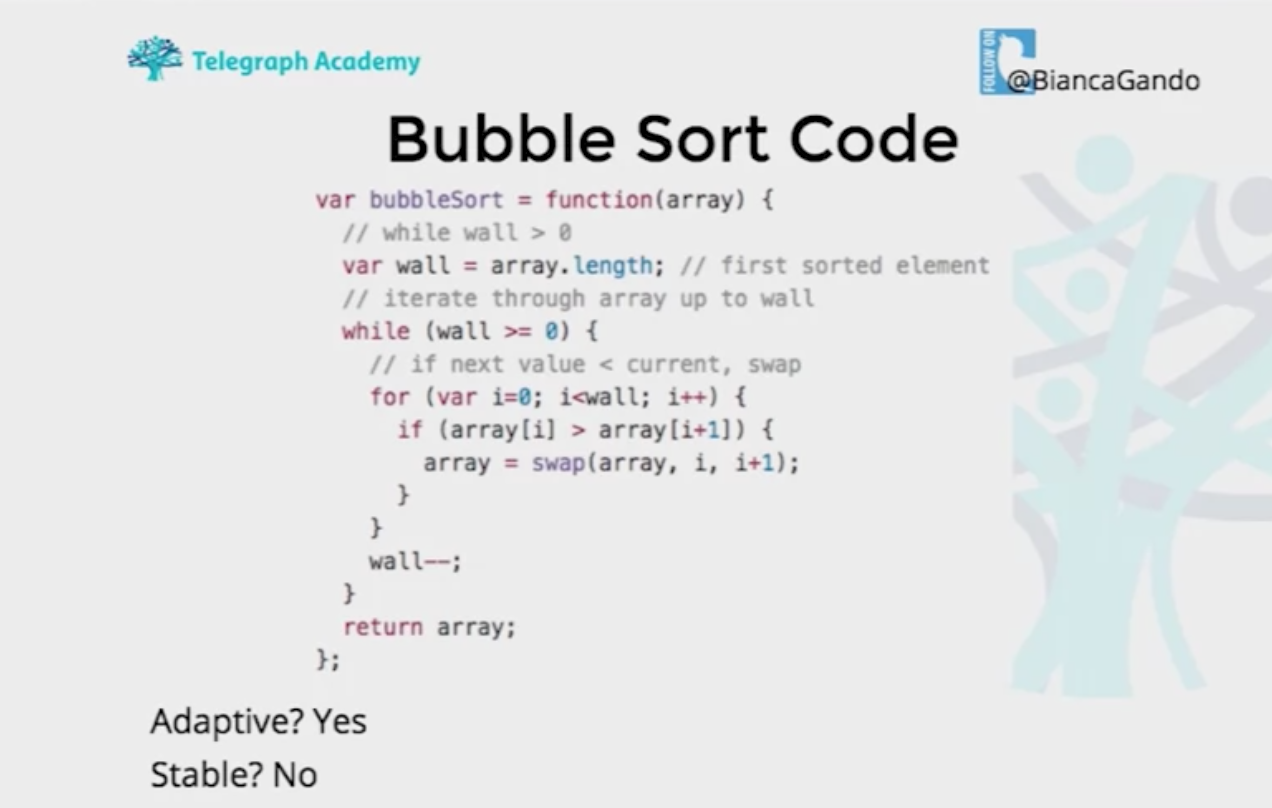 Telegraph Academy
FOLLOW ON
@BiancaGando
Bubble Sort Code
var bubbleSort = function(array) {
  // while wall > 0
  var wall = array.length; // first sorted element
  // iterate through array up to wall
  while (wall >= 0) {
    // if next value < current, swap
    for (var i=0; i<wall; i++) {
      if (array[i] > array[i+1]) {
        array = swap(array, i, i+1);
      }
    }
    wall--;
  }
  return array;
};
Adaptive? Yes
Stable? No